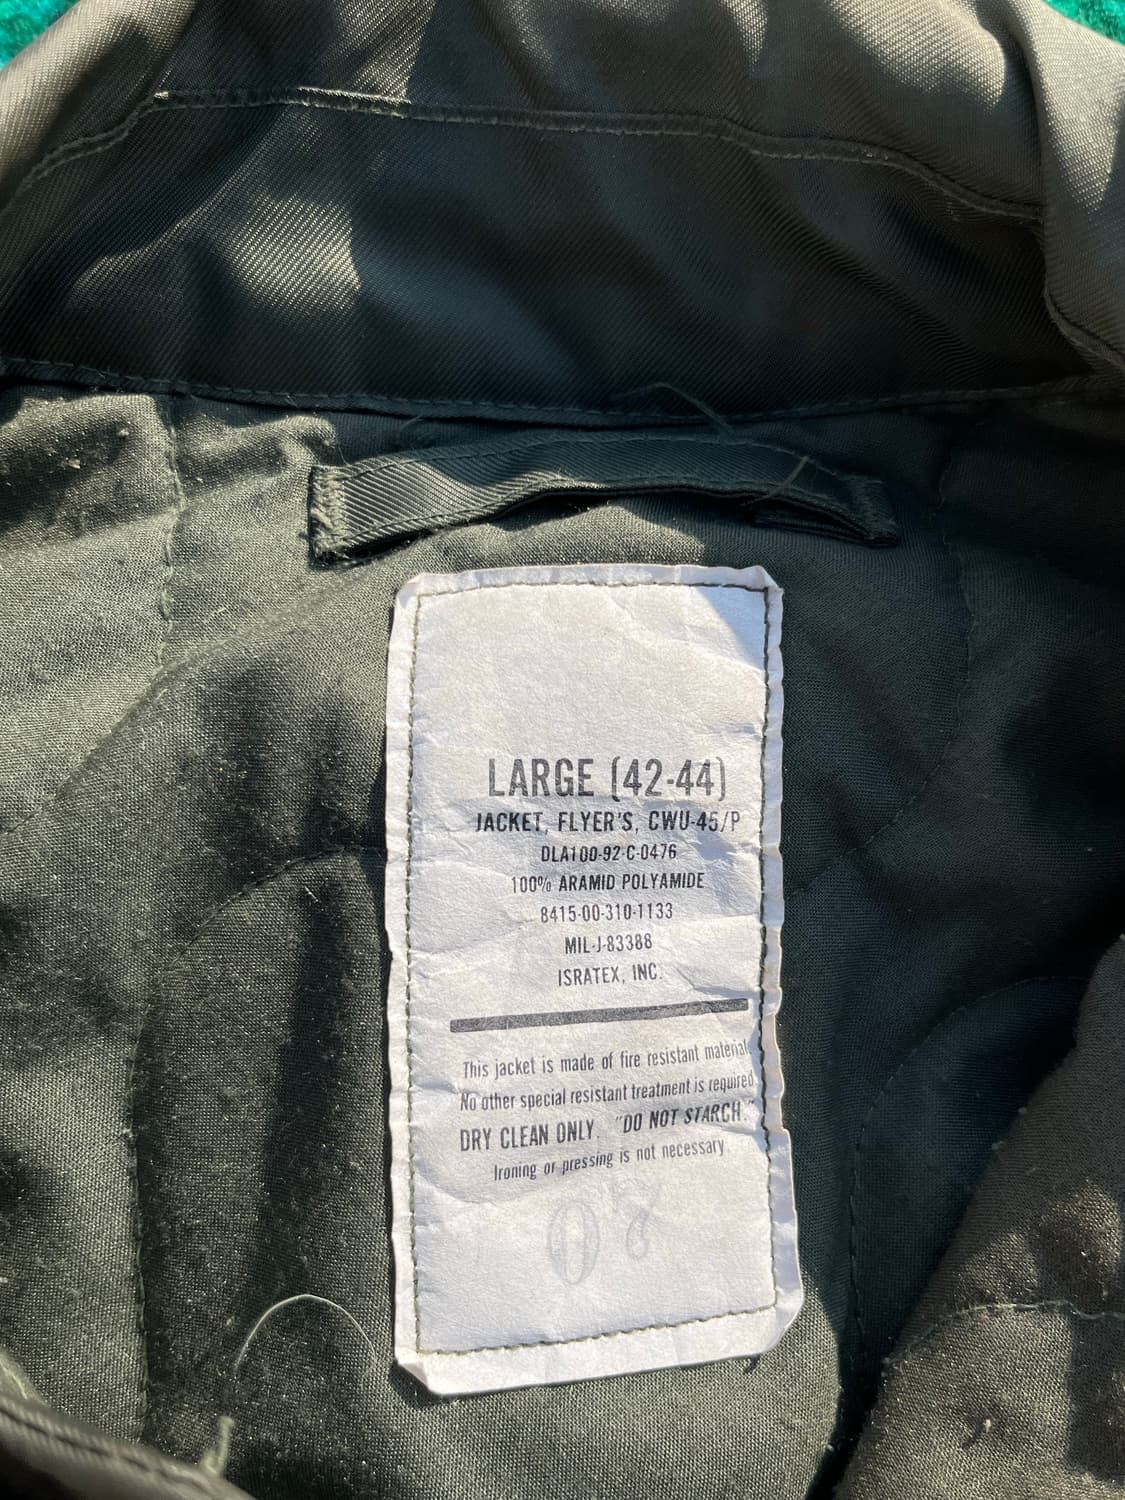 LARGE (42-44)
JACKET, FLYER'S, CWU-45/P
DLA100-92-C-0476
100% ARAMID POLYAMIDE
8415-00-310-1133
MIL-J-83388
ISRATEX, INC.
This jacket is made of fire resistant material.
No other special resistant treatment is required
DRY CLEAN ONLY. "DO NOT STARCH."
Ironing or pressing is not necessary.